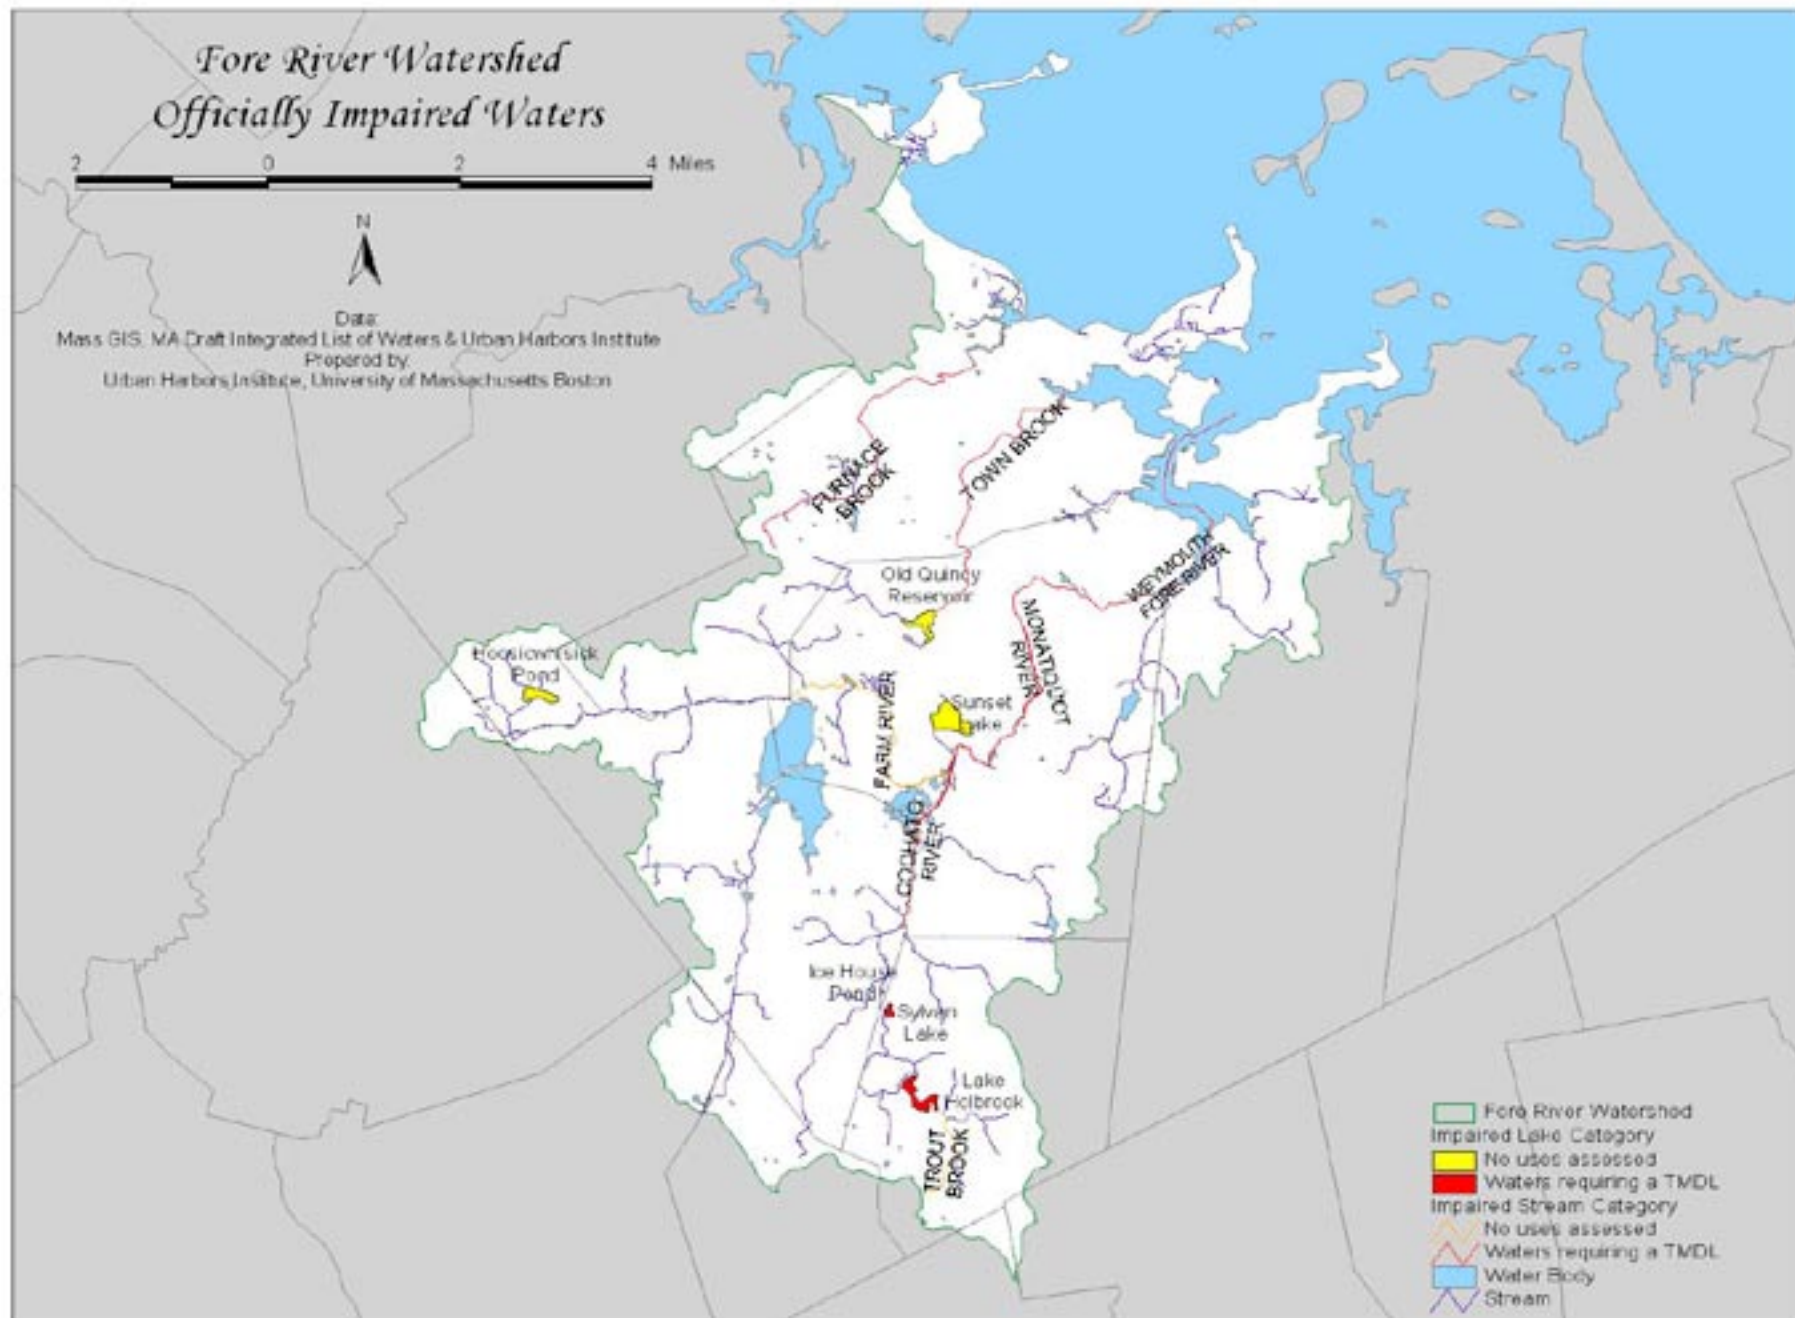 Fore River Watershed
Officially Impaired Waters
2 0 2 4 Miles
N
Data:
Mass GIS, MA Draft Integrated List of Waters & Urban Harbors Institute
Prepared by:
Urban Harbors Institute, University of Massachusetts Boston
FURNACE
BROOK
TOWN BROOK
WEYMOUTH
FORE RIVER
Old Quincy
Reservoir
MONATIQUOT
RIVER
Pond
Sunset
Lake
FARM RIVER
COCHATO
RIVER
Ice House
Pond
Sylvan
Lake
Lake
Holbrook
TROUT
BROOK
Fore River Watershed
Impaired Lake Category
No uses assessed
Waters requiring a TMDL
Impaired Stream Category
No uses assessed
Waters requiring a TMDL
Water Body
Stream